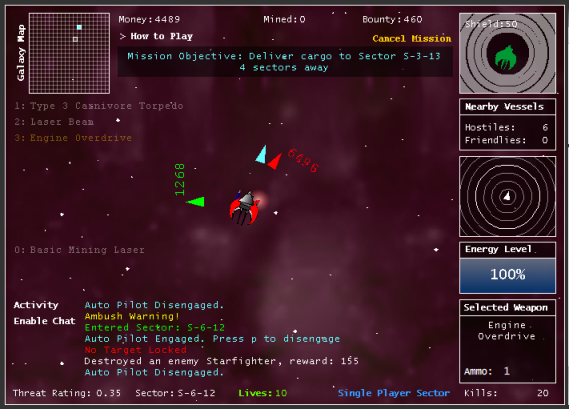 Money:4489 Mined:0 Bounty:460 Shield:50
Galaxy Map
> How to Play
Cancel Mission
Mission Objective: Deliver cargo to Sector S-3-13
4 sectors away
1: Type 3 Carnivore Torpedo
2: Laser Beam
3: Engine Overdrive
Nearby Vessels
Hostiles: 6
Friendlies: 0
6496
1268
0: Basic Mining Laser
Energy Level
100%
Activity
Enable Chat
Auto Pilot Disengaged.
Ambush Warning!
Entered Sector: S-6-12
Auto Pilot Engaged. Press p to disengage
No Target Locked
Destroyed an enemy Starfighter, reward: 155
Auto Pilot Disengaged.
Selected Weapon
Engine
Overdrive
Ammo: 1
Threat Rating: 0.35 Sector:S-6-12 Lives:10 Single Player Sector Kills: 20